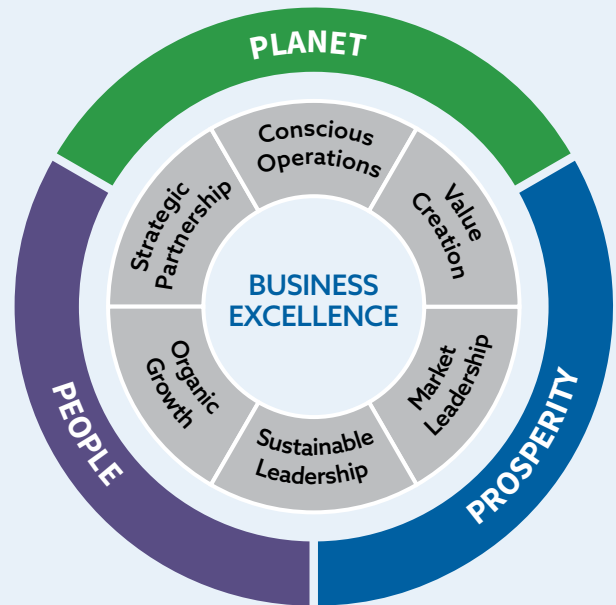 PLANET
Conscious
Operations
Value
Creation
Strategic
Partnership
BUSINESS
EXCELLENCE
Organic
Growth
Market
Leadership
Sustainable
Leadership
PEOPLE
PROSPERITY